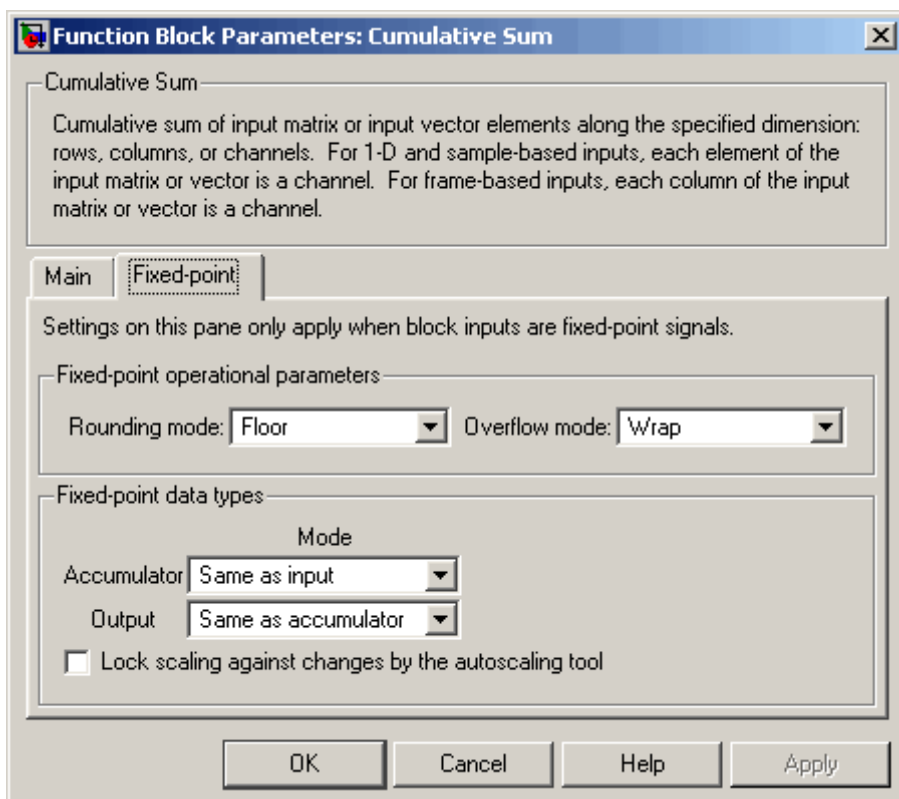 Function Block Parameters: Cumulative Sum
Cumulative Sum
Cumulative sum of input matrix or input vector elements along the specified dimension:
rows, columns, or channels.  For 1-D and sample-based inputs, each element of the
input matrix or vector is a channel.  For frame-based inputs, each column of the input
matrix or vector is a channel.
Main Fixed-point
Settings on this pane only apply when block inputs are fixed-point signals.
Fixed-point operational parameters
Rounding mode: Floor Overflow mode: Wrap
Fixed-point data types
Mode
Accumulator Same as input
Output Same as accumulator
Lock scaling against changes by the autoscaling tool
OK Cancel Help Apply